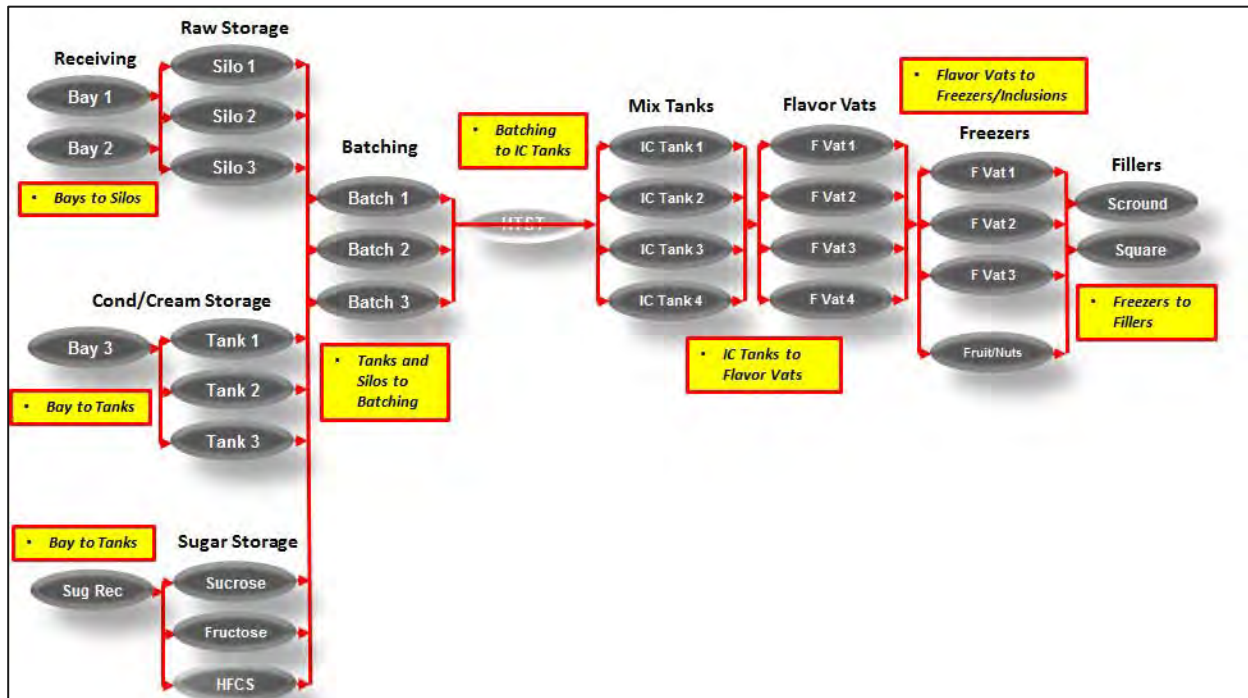 Receiving
Bay 1
Bay 2
• Bays to Silos
Raw Storage
Silo 1
Silo 2
Silo 3
Cond/Cream Storage
Bay 3
• Bay to Tanks
Tank 1
Tank 2
Tank 3
• Bay to Tanks
Sug Rec
Sugar Storage
Sucrose
Fructose
HFCS
Batching
Batch 1
Batch 2
Batch 3
• Tanks and
Silos to
Batching
• Batching
to IC Tanks
HTST
Mix Tanks
IC Tank 1
IC Tank 2
IC Tank 3
IC Tank 4
• IC Tanks to
Flavor Vats
Flavor Vats
F Vat 1
F Vat 2
F Vat 3
F Vat 4
• Flavor Vats to
Freezers/Inclusions
Freezers
F Vat 1
F Vat 2
F Vat 3
Fruit/Nuts
Fillers
Scround
Square
• Freezers to
Fillers